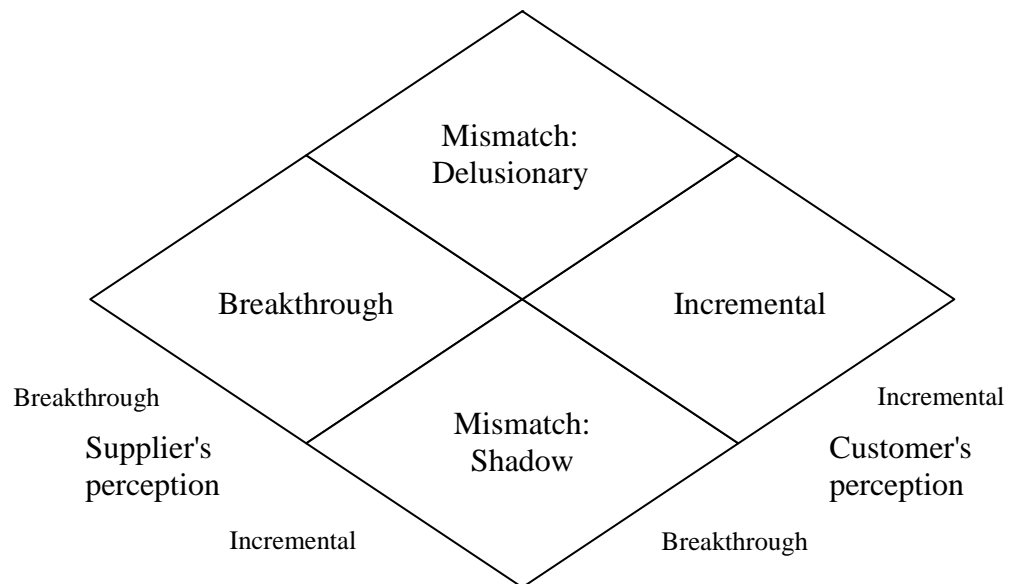 Mismatch:
Delusionary
Breakthrough
Incremental
Breakthrough
Incremental
Mismatch:
Shadow
Supplier's
perception
Customer's
perception
Incremental
Breakthrough